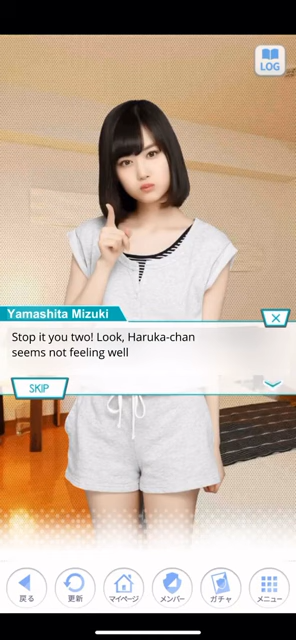 LOG
Yamashita Mizuki
Stop it you two! Look, Haruka-chan
seems not feeling well
SKIP
戻る
更新
マイページ
メンバー
ガチャ
メニュー